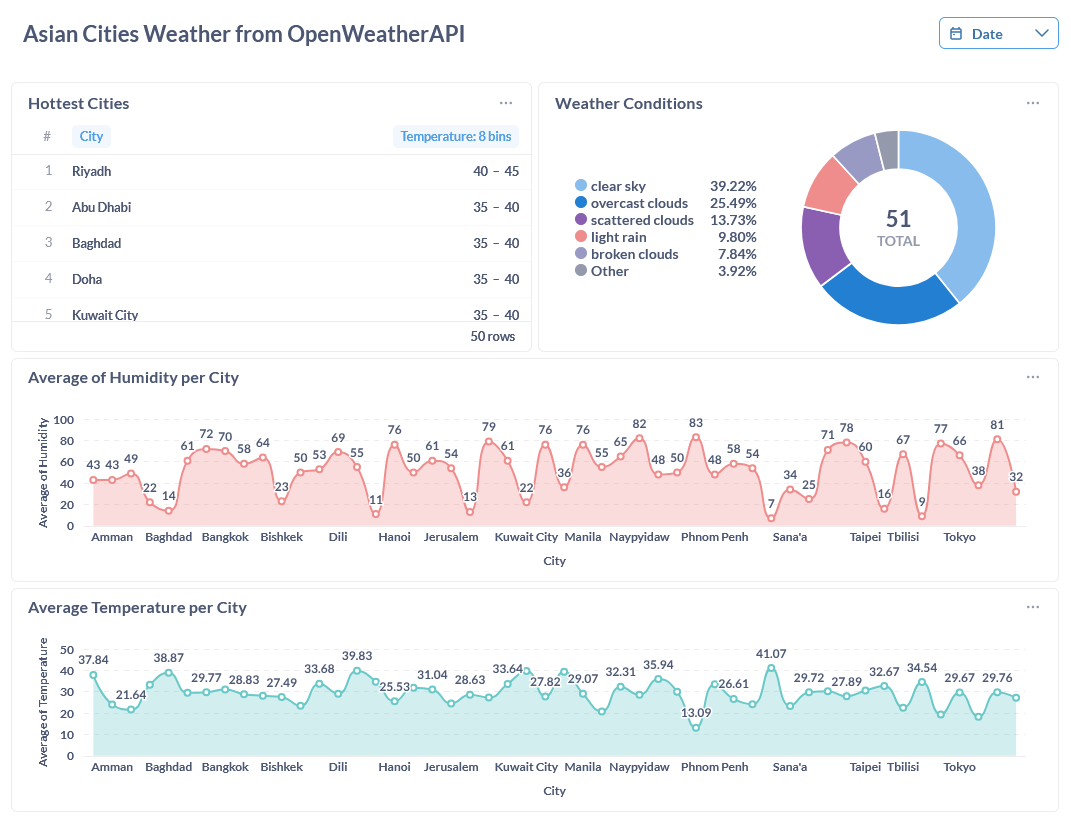 Asian Cities Weather from OpenWeatherAPI
Date
Hottest Cities
# City Temperature: 8 bins
1 Riyadh 40 – 45
2 Abu Dhabi 35 – 40
3 Baghdad 35 – 40
4 Doha 35 – 40
5 Kuwait City 35 – 40
50 rows
Weather Conditions
clear sky 39.22%
overcast clouds 25.49%
scattered clouds 13.73%
light rain 9.80%
broken clouds 7.84%
Other 3.92%
51
TOTAL
Average of Humidity per City
Average of Humidity
100
80
60
40
20
0
43 43 49 22 14 61 72 70 58 64 23 50 53 69 55 11 76 50 61 54 13 79 61 22 76 36 76 55 65 82 48 50 83 48 58 54 7 34 25 71 78 60 16 67 9 77 66 38 81 32
Amman Baghdad Bangkok Bishkek Dili Hanoi Jerusalem Kuwait City Manila Naypyidaw Phnom Penh Sana'a Taipei Tbilisi Tokyo
City
Average Temperature per City
Average of Temperature
50
40
30
20
10
0
37.84 21.64 38.87 29.77 28.83 27.49 33.68 39.83 25.53 31.04 28.63 33.64 27.82 29.07 32.31 35.94 13.09 26.61 41.07 29.72 27.89 32.67 34.54 29.67 29.76
Amman Baghdad Bangkok Bishkek Dili Hanoi Jerusalem Kuwait City Manila Naypyidaw Phnom Penh Sana'a Taipei Tbilisi Tokyo
City